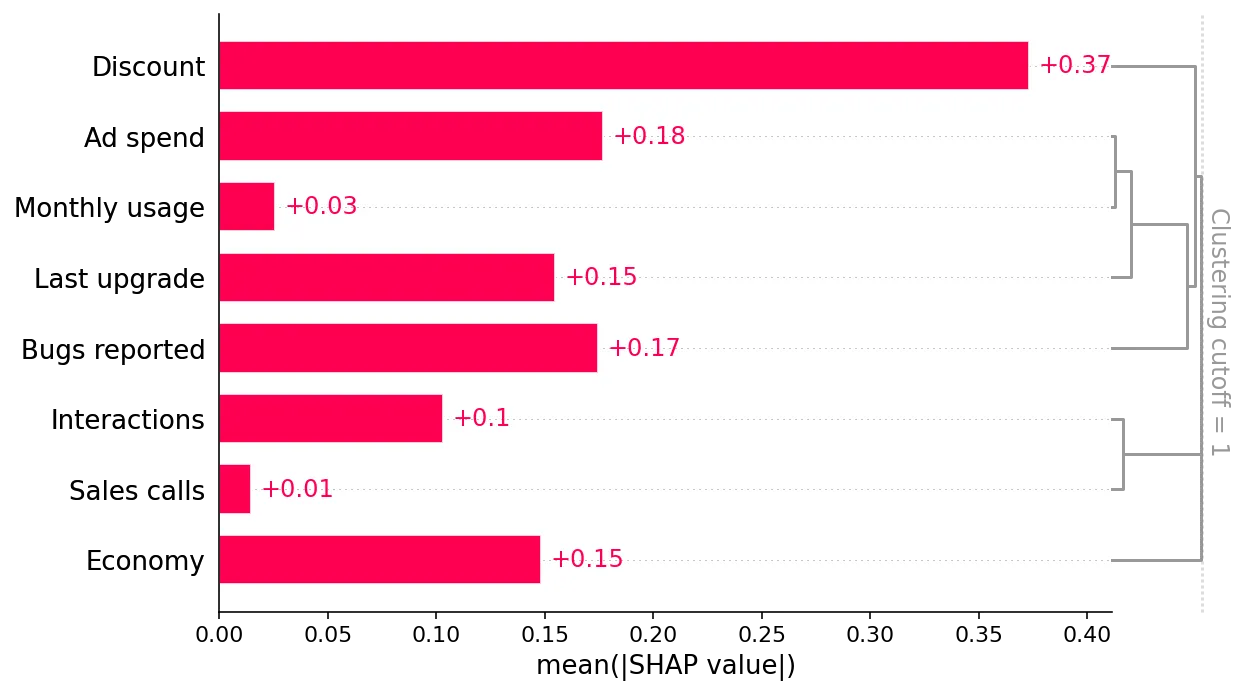 Discount +0.37
Ad spend +0.18
Monthly usage +0.03
Last upgrade +0.15
Bugs reported +0.17
Interactions +0.1
Sales calls +0.01
Economy +0.15
0.00 0.05 0.10 0.15 0.20 0.25 0.30 0.35 0.40
mean(|SHAP value|)
Clustering cutoff = 1